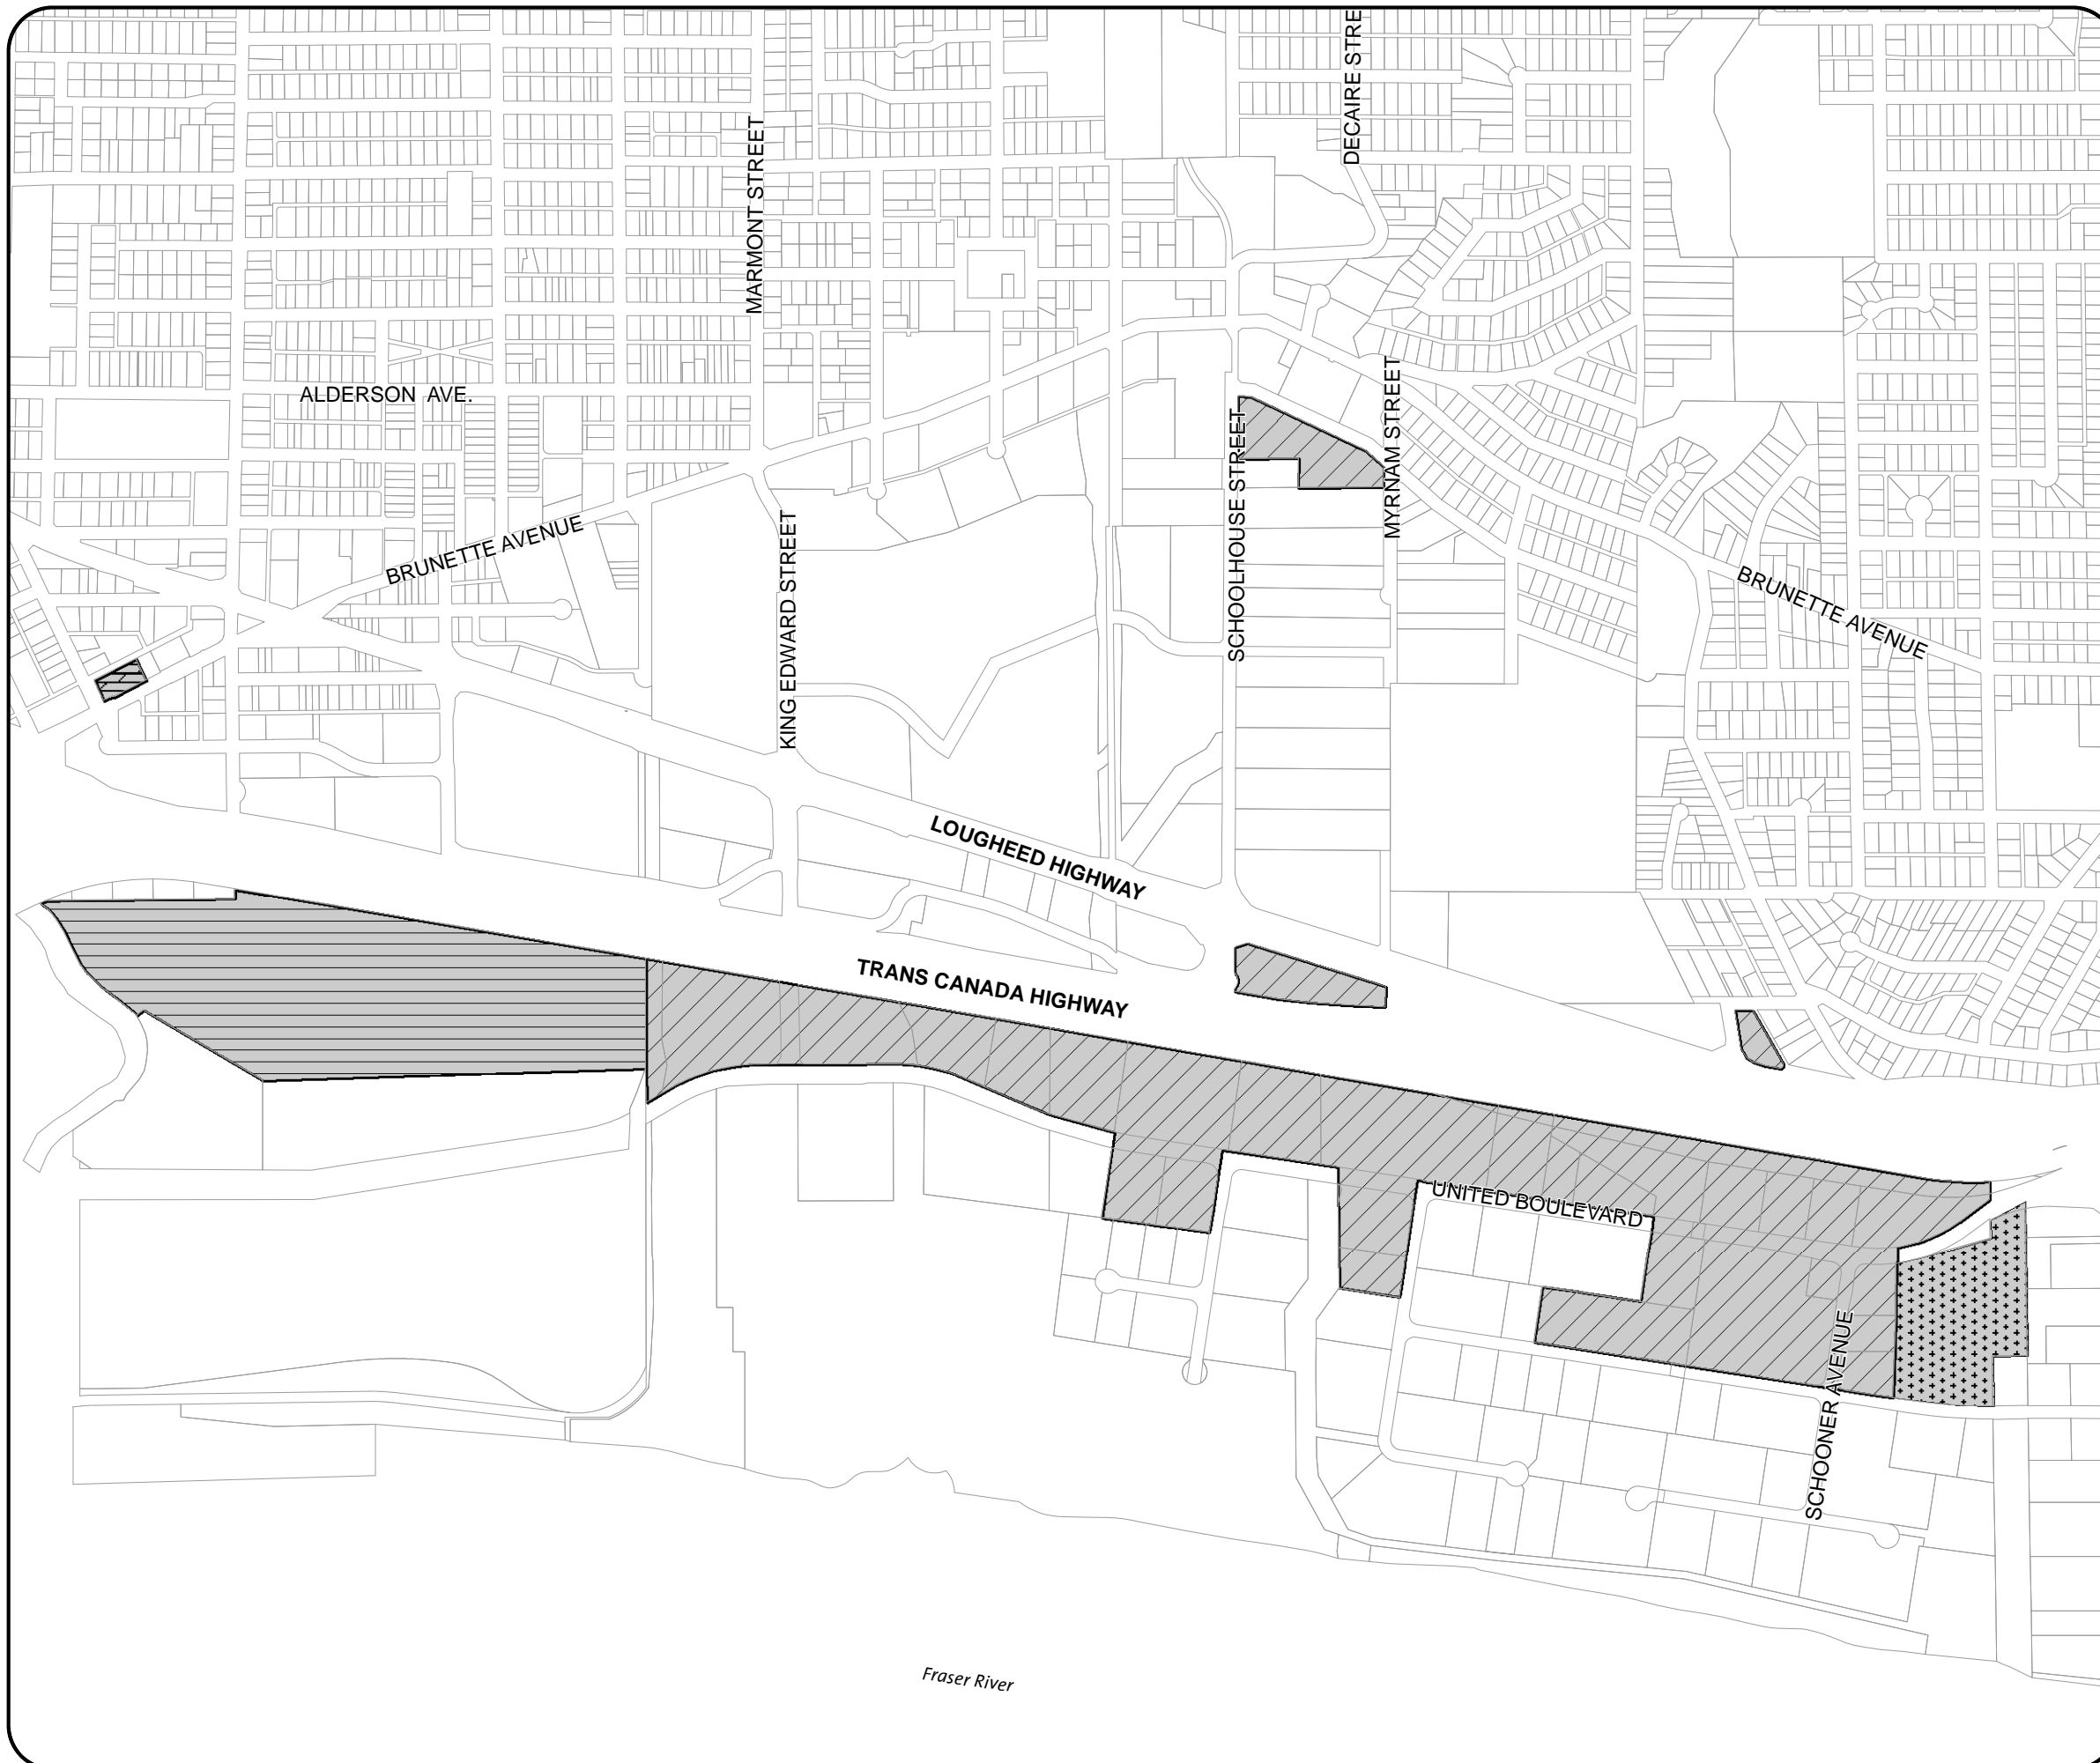 DECAIRE STRE
MARMONT STREET
ALDERSON AVE.
MYRNAM STREET
SCHOOLHOUSE STREET
BRUNETTE AVENUE
KING EDWARD STREET
BRUNETTE AVENUE
LOUGHEED HIGHWAY
TRANS CANADA HIGHWAY
UNITED BOULEVARD
SCHOONER AVENUE
Fraser River